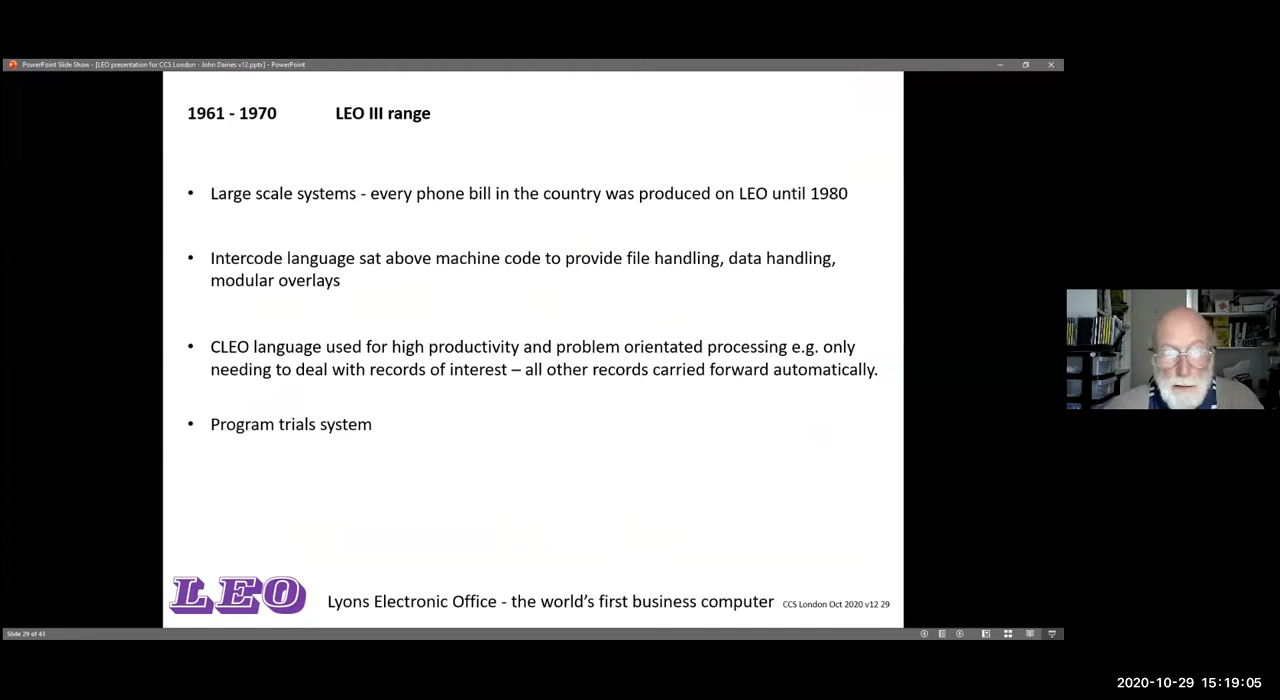 PowerPoint Slide Show - [LEO presentation for CCS London - John Daines v12.pptx] - PowerPoint
1961 - 1970 LEO III range
• Large scale systems - every phone bill in the country was produced on LEO until 1980
• Intercode language sat above machine code to provide file handling, data handling,
modular overlays
• CLEO language used for high productivity and problem orientated processing e.g. only
needing to deal with records of interest – all other records carried forward automatically.
• Program trials system
LEO
Lyons Electronic Office - the world's first business computer CCS London Oct 2020 v12 29
Slide 29 of 43
2020-10-29 15:19:05